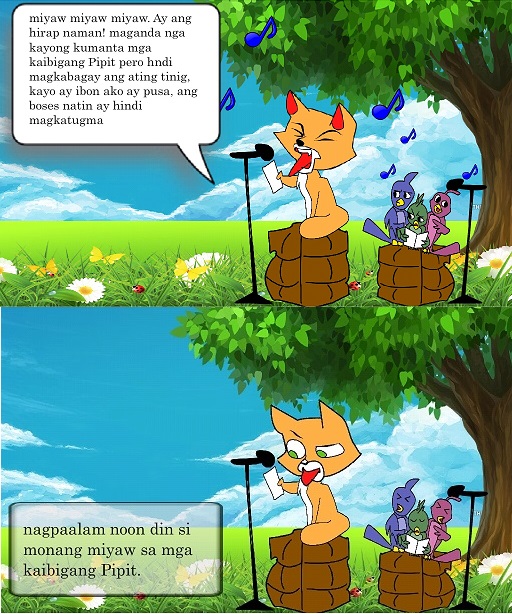 miyaw miyaw miyaw. Ay ang
hirap naman! maganda nga
kayong kumanta mga
kaibigang Pipit pero hndi
magkabagay ang ating tinig,
kayo ay ibon ako ay pusa, ang
boses natin ay hindi
magkatugma
nagpaalam noon din si
monang miyaw sa mga
kaibigang Pipit.